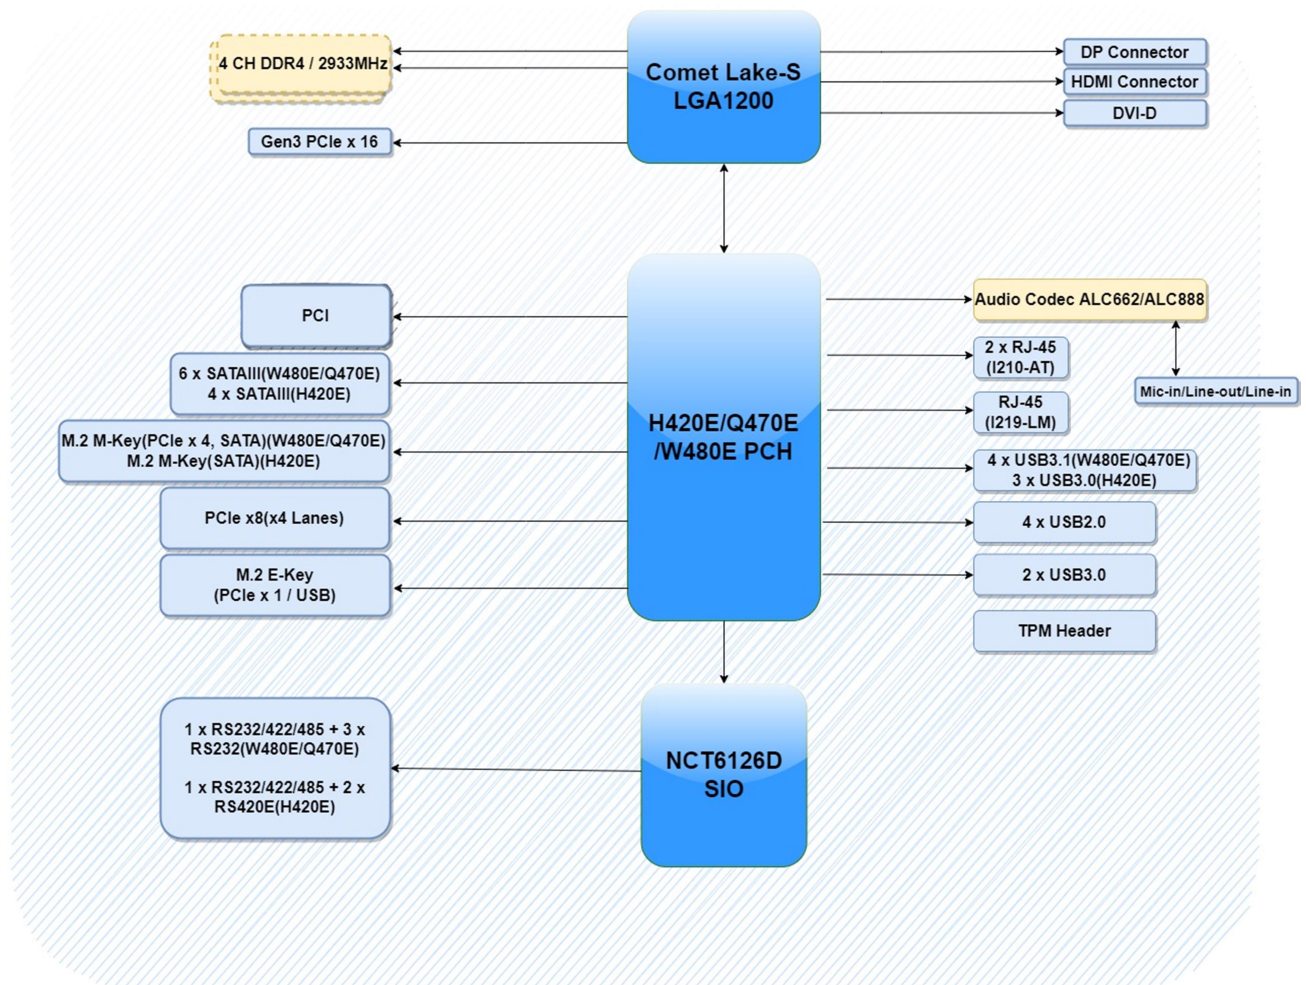 4 CH DDR4 / 2933MHz
Gen3 PCIe x 16
Comet Lake-S
LGA1200
DP Connector
HDMI Connector
DVI-D
PCI
6 x SATAIII(W480E/Q470E)
4 x SATAIII(H420E)
M.2 M-Key(PCIe x 4, SATA)(W480E/Q470E)
M.2 M-Key(SATA)(H420E)
PCIe x8(x4 Lanes)
M.2 E-Key
(PCIe x 1 / USB)
H420E/Q470E
/W480E PCH
Audio Codec ALC662/ALC888
Mic-in/Line-out/Line-in
2 x RJ-45
(I210-AT)
RJ-45
(I219-LM)
4 x USB3.1(W480E/Q470E)
3 x USB3.0(H420E)
4 x USB2.0
2 x USB3.0
TPM Header
1 x RS232/422/485 + 3 x
RS232(W480E/Q470E)
1 x RS232/422/485 + 2 x
RS420E(H420E)
NCT6126D
SIO